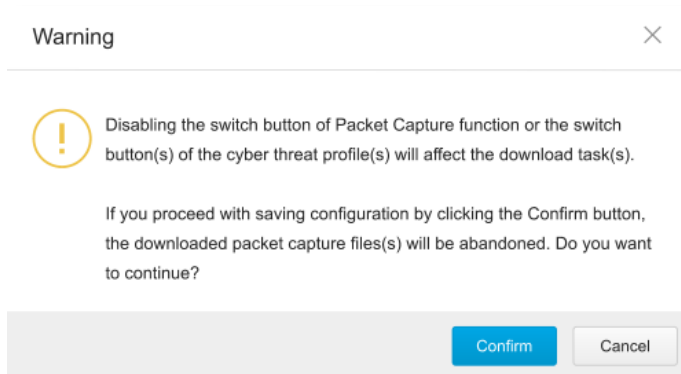 Warning
Disabling the switch button of Packet Capture function or the switch
button(s) of the cyber threat profile(s) will affect the download task(s).
If you proceed with saving configuration by clicking the Confirm button,
the downloaded packet capture files(s) will be abandoned. Do you want
to continue?
Confirm
Cancel